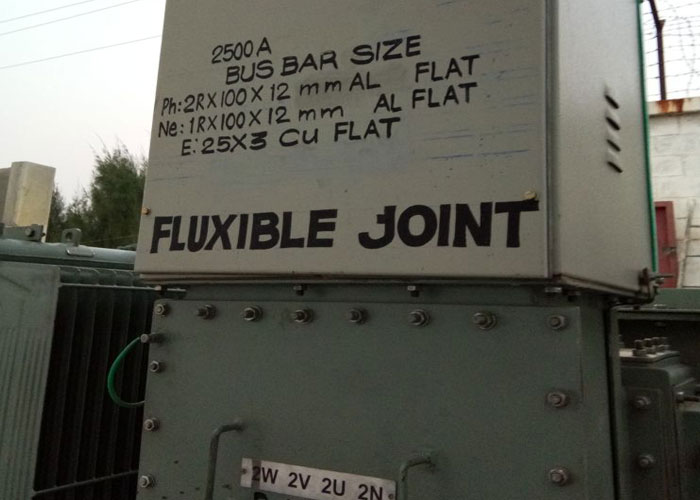 2500 A
BUS BAR SIZE
Ph: 2R X 100 X 12 mm AL FLAT
Ne: 1R X 100 X 12 mm AL FLAT
E: 25X3 Cu FLAT
FLUXIBLE JOINT
2W 2V 2U 2N